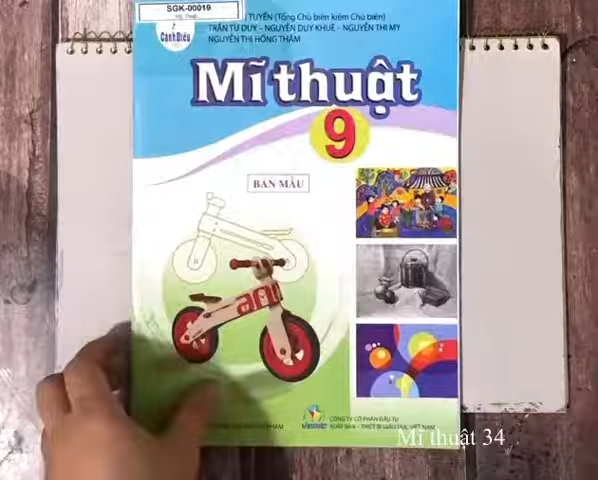 SGK-00019
Mĩ thuật
Cánh Diều
TUYỂN (Tổng Chủ biên kiêm Chủ biên)
TRẦN TỪ DUY - NGUYỄN DUY KHUÊ - NGUYỄN THỊ MY
NGUYỄN THỊ HỒNG THẮM
Mĩ thuật
9
BẢN MẪU
CÔNG TY CỔ PHẦN ĐẦU TƯ
XUẤT BẢN - THIẾT BỊ GIÁO DỤC VIỆT NAM
Mĩ thuật 34